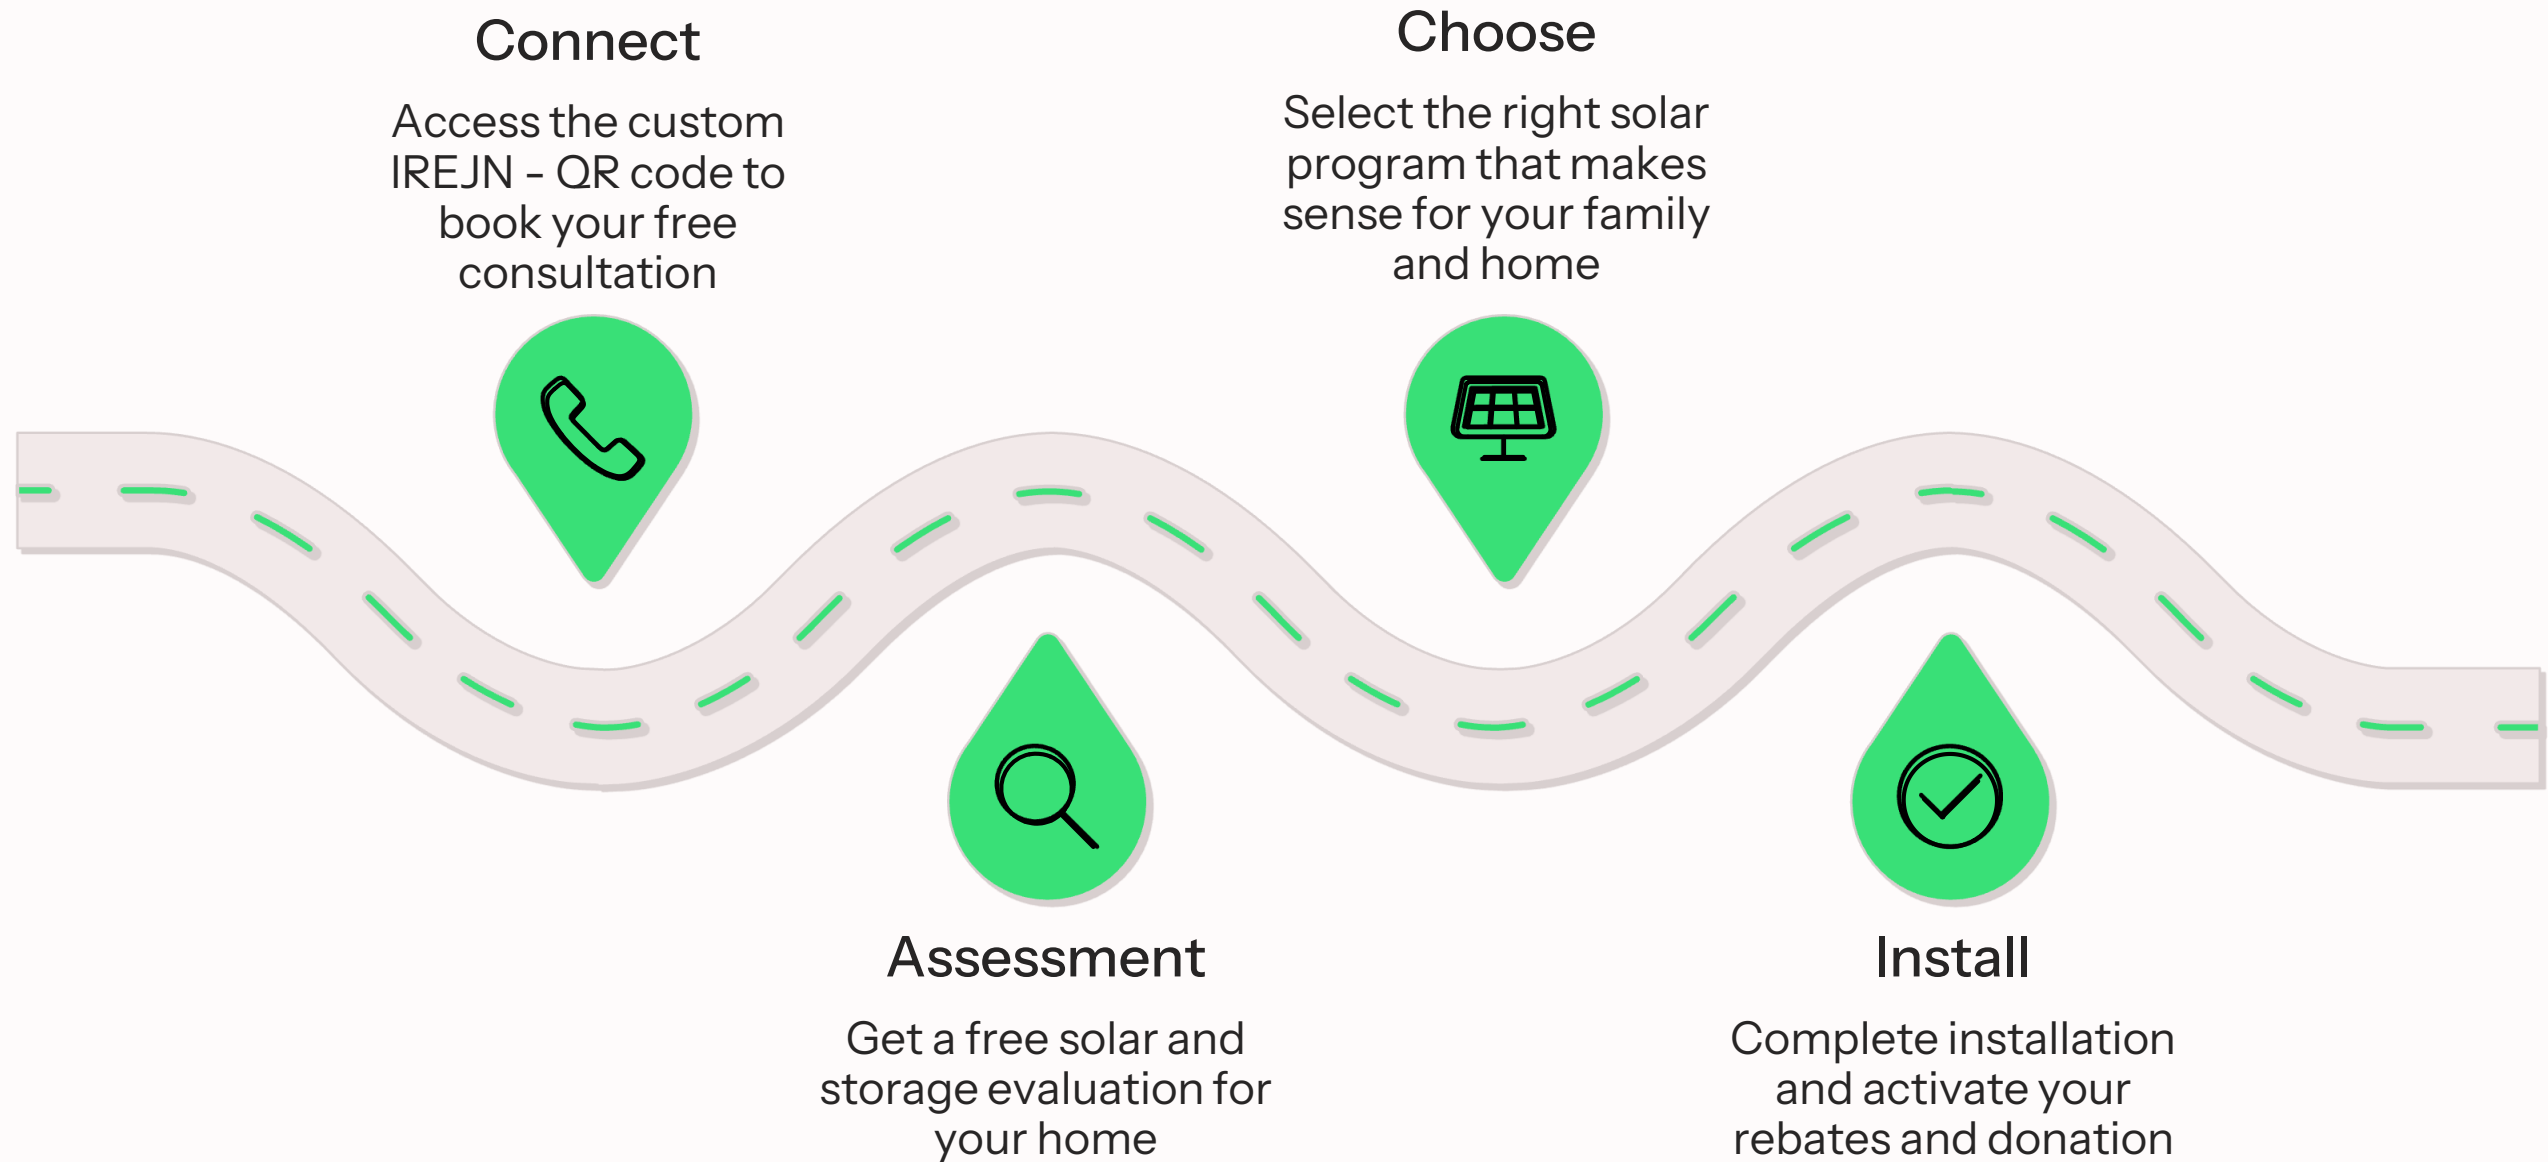 Connect
Access the custom
IREJN - QR code to
book your free
consultation
Assessment
Get a free solar and
storage evaluation for
your home
Choose
Select the right solar
program that makes
sense for your family
and home
Install
Complete installation
and activate your
rebates and donation